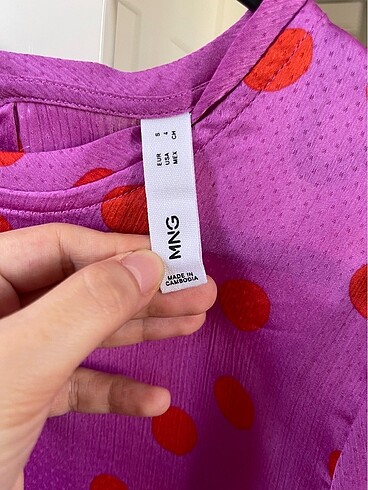 EUR S
USA 4
MEX CH
MNG
MADE IN
CAMBODIA